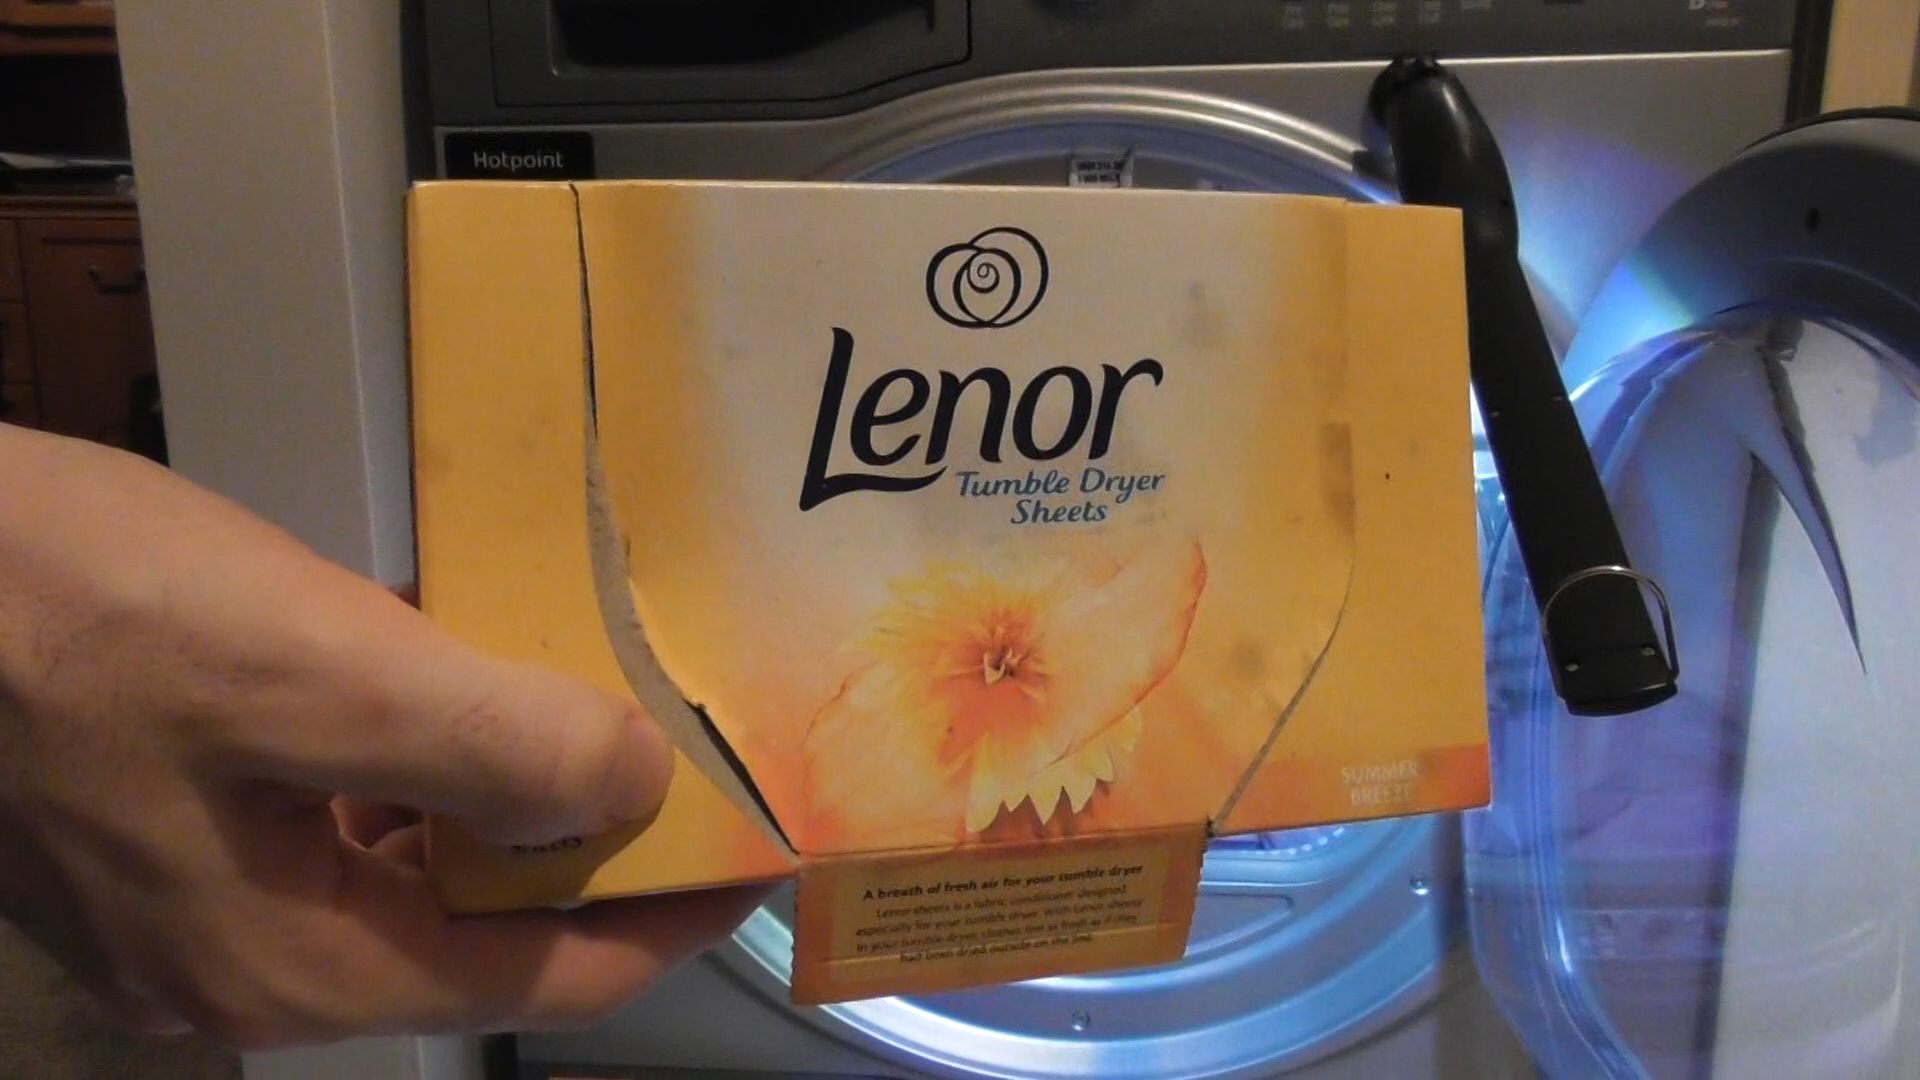 Hotpoint
Lenor
Tumble Dryer
Sheets
SUMMER
BREEZE
A breath of fresh air for your tumble dryer
Lenor sheets is a fabric conditioner designed
especially for your tumble dryer. With Lenor sheets
in your tumble dryer, clothes feel as fresh as if they
had been dried outside on the line.